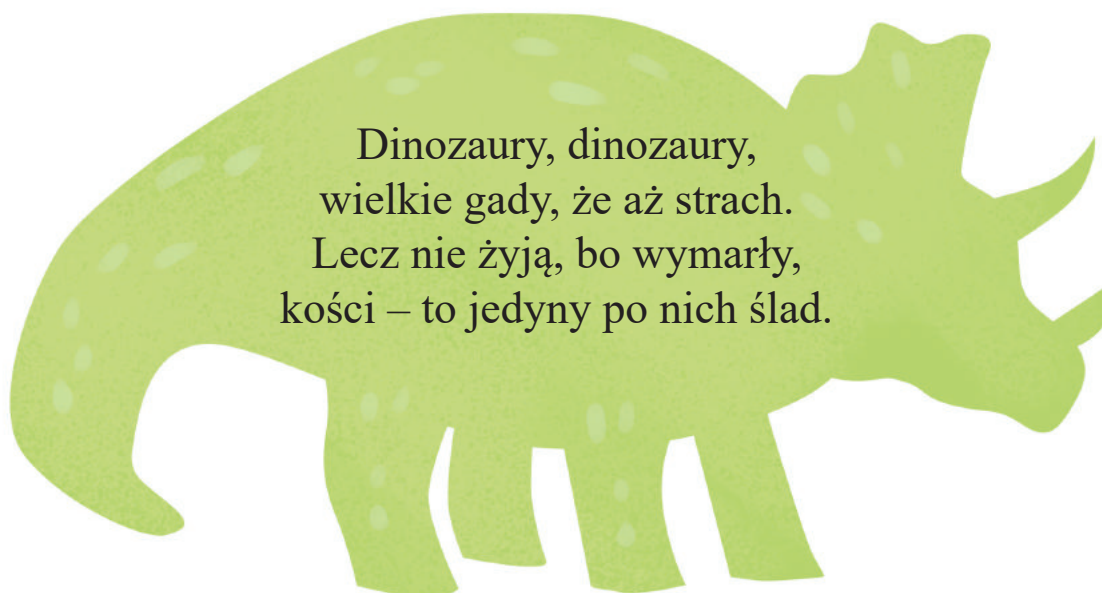 Dinozaury, dinozaury,
wielkie gady, że aż strach.
Lecz nie żyją, bo wymarły,
kości – to jedyny po nich ślad.